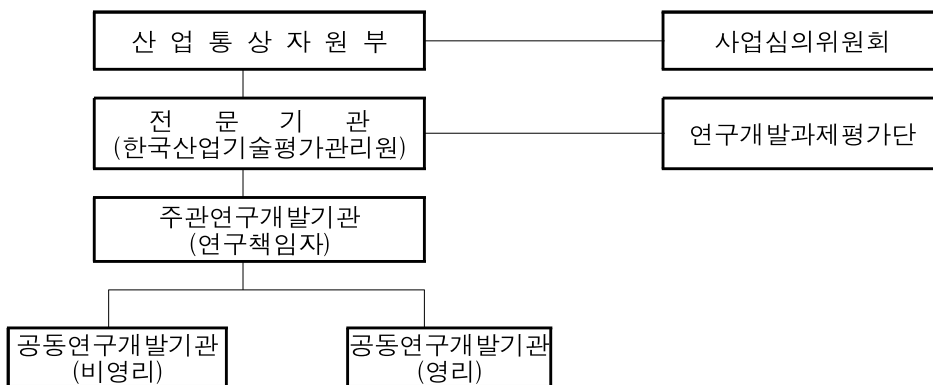 산 업 통 상 자 원 부
사업심의위원회
전 문 기 관
(한국산업기술평가관리원)
연구개발과제평가단
주관연구개발기관
(연구책임자)
공동연구개발기관
(비영리)
공동연구개발기관
(영리)